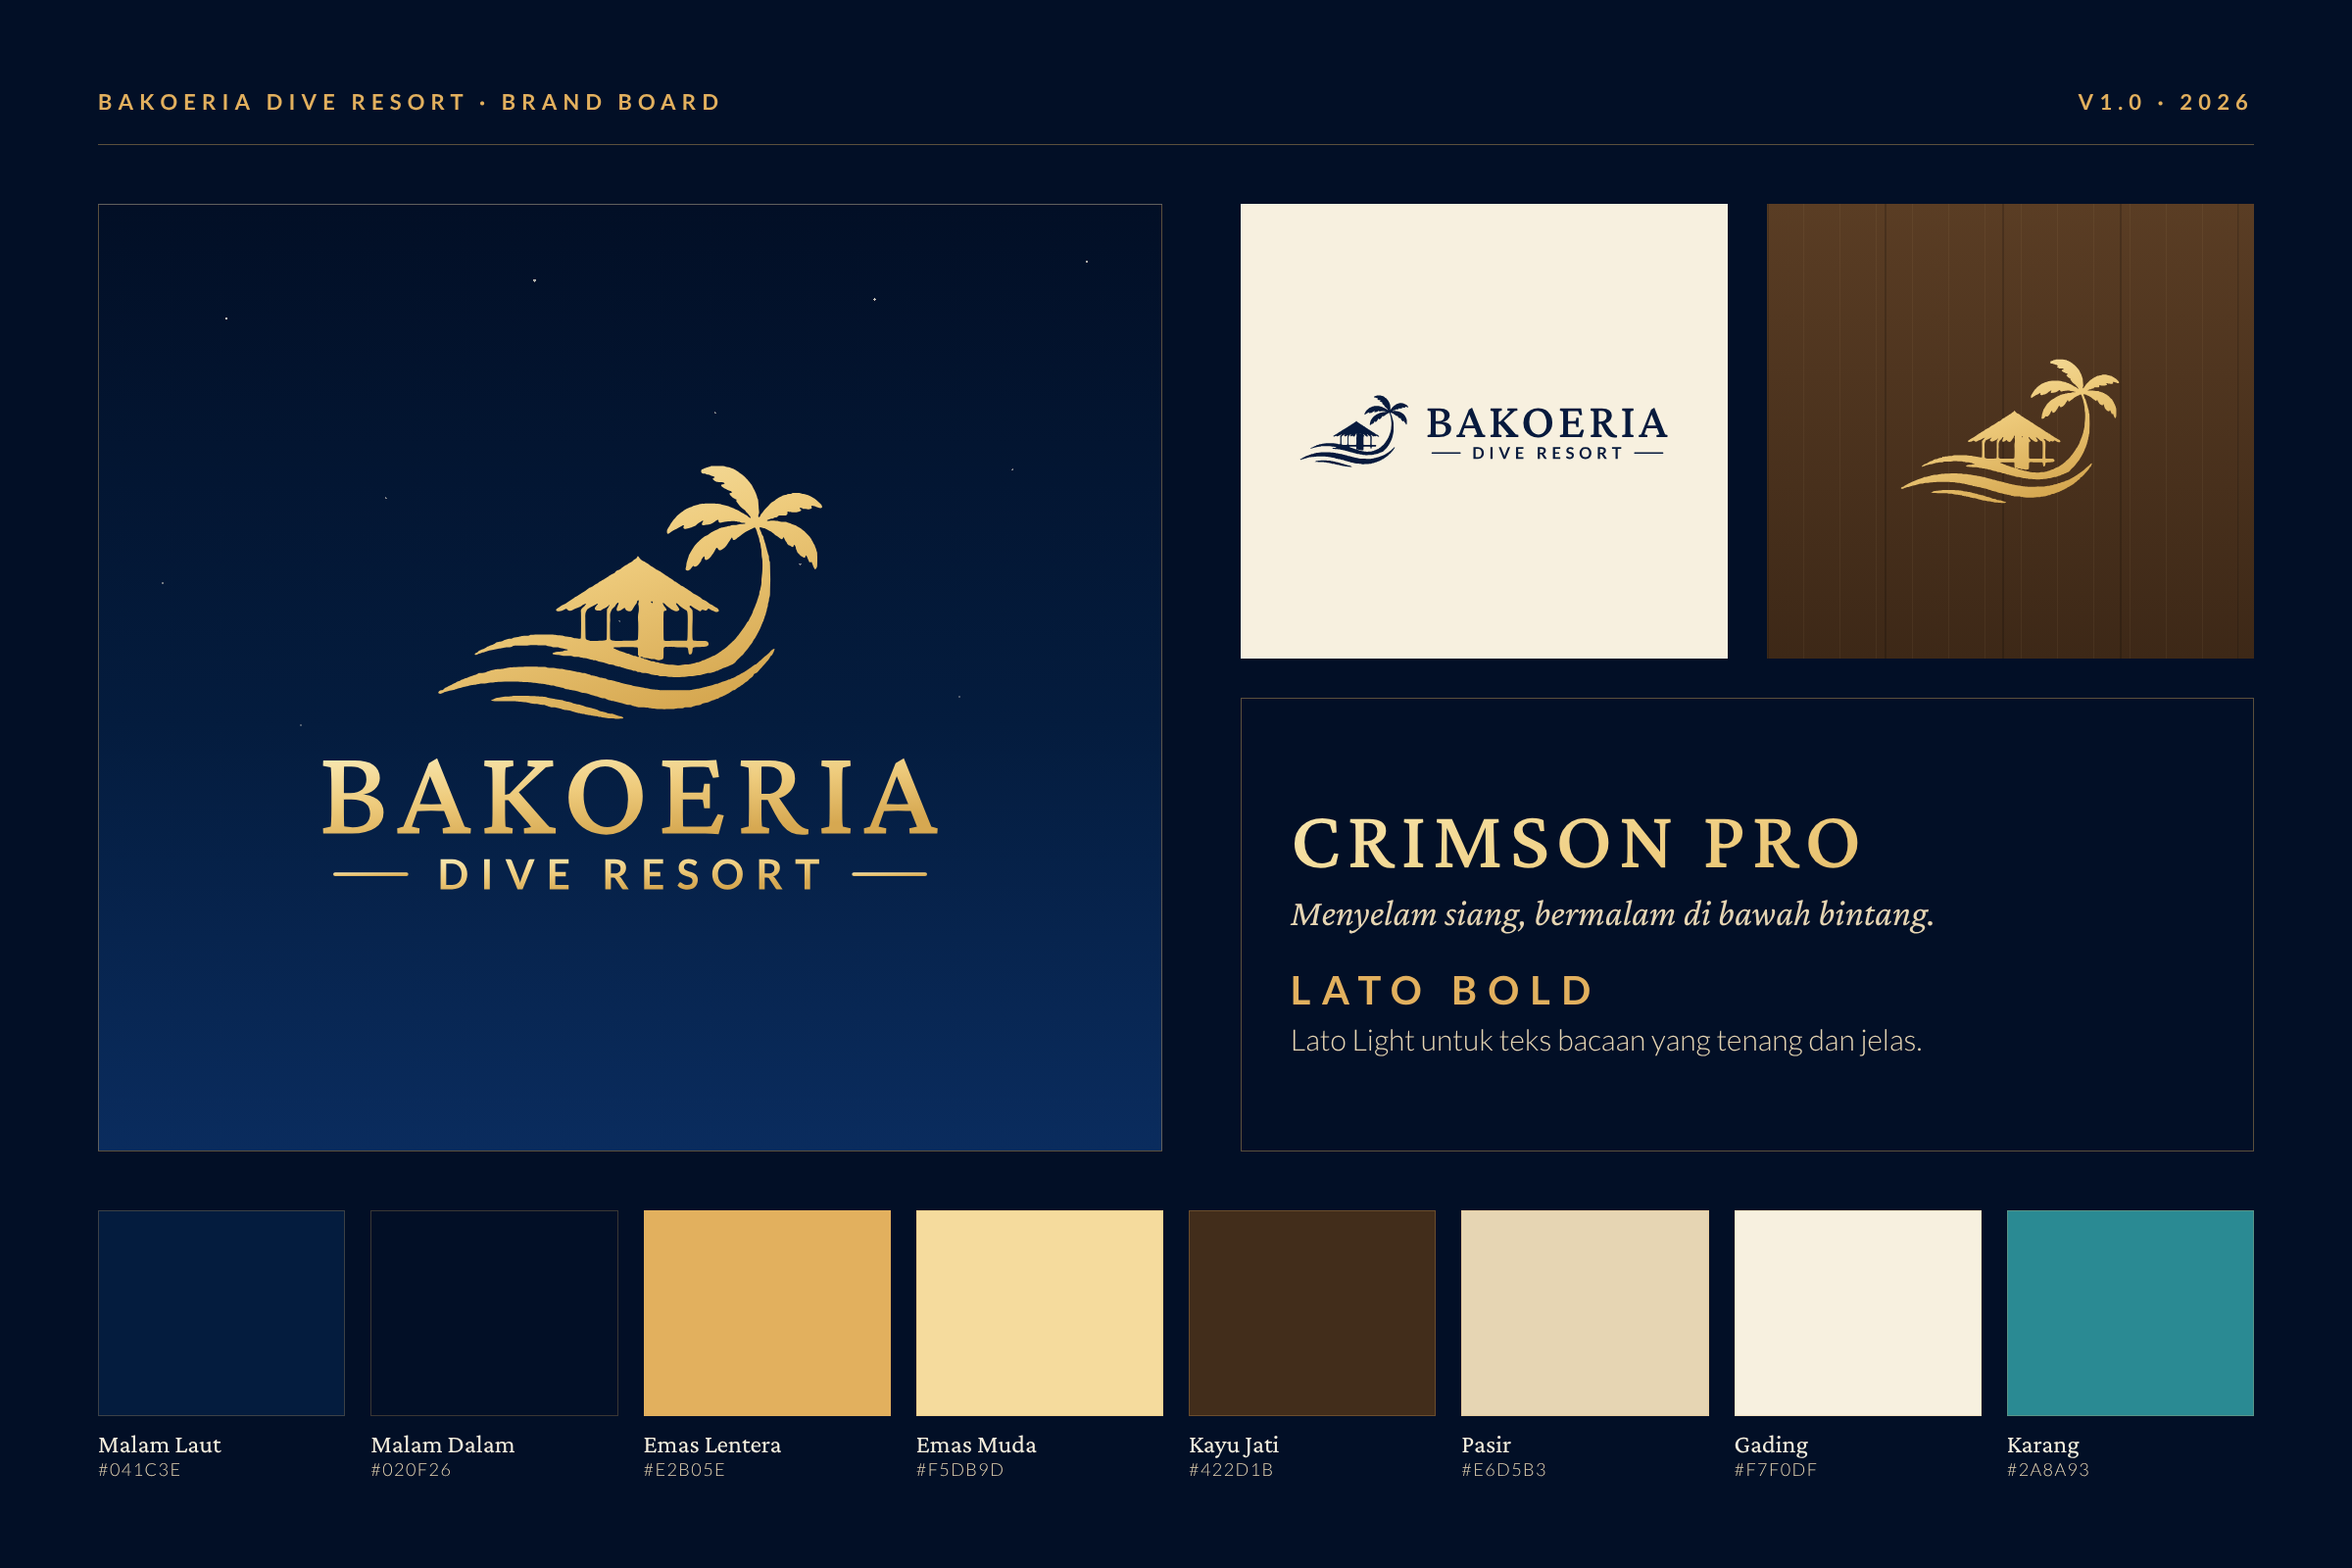 BAKOERIA DIVE RESORT · BRAND BOARD
V1.0 · 2026
BAKOERIA
DIVE RESORT
BAKOERIA
DIVE RESORT
CRIMSON PRO
Menyelam siang, bermalam di bawah bintang.
LATO BOLD
Lato Light untuk teks bacaan yang tenang dan jelas.
Malam Laut
#041C3E
Malam Dalam
#020F26
Emas Lentera
#E2B05E
Emas Muda
#F5DB9D
Kayu Jati
#422D1B
Pasir
#E6D5B3
Gading
#F7F0DF
Karang
#2A8A93